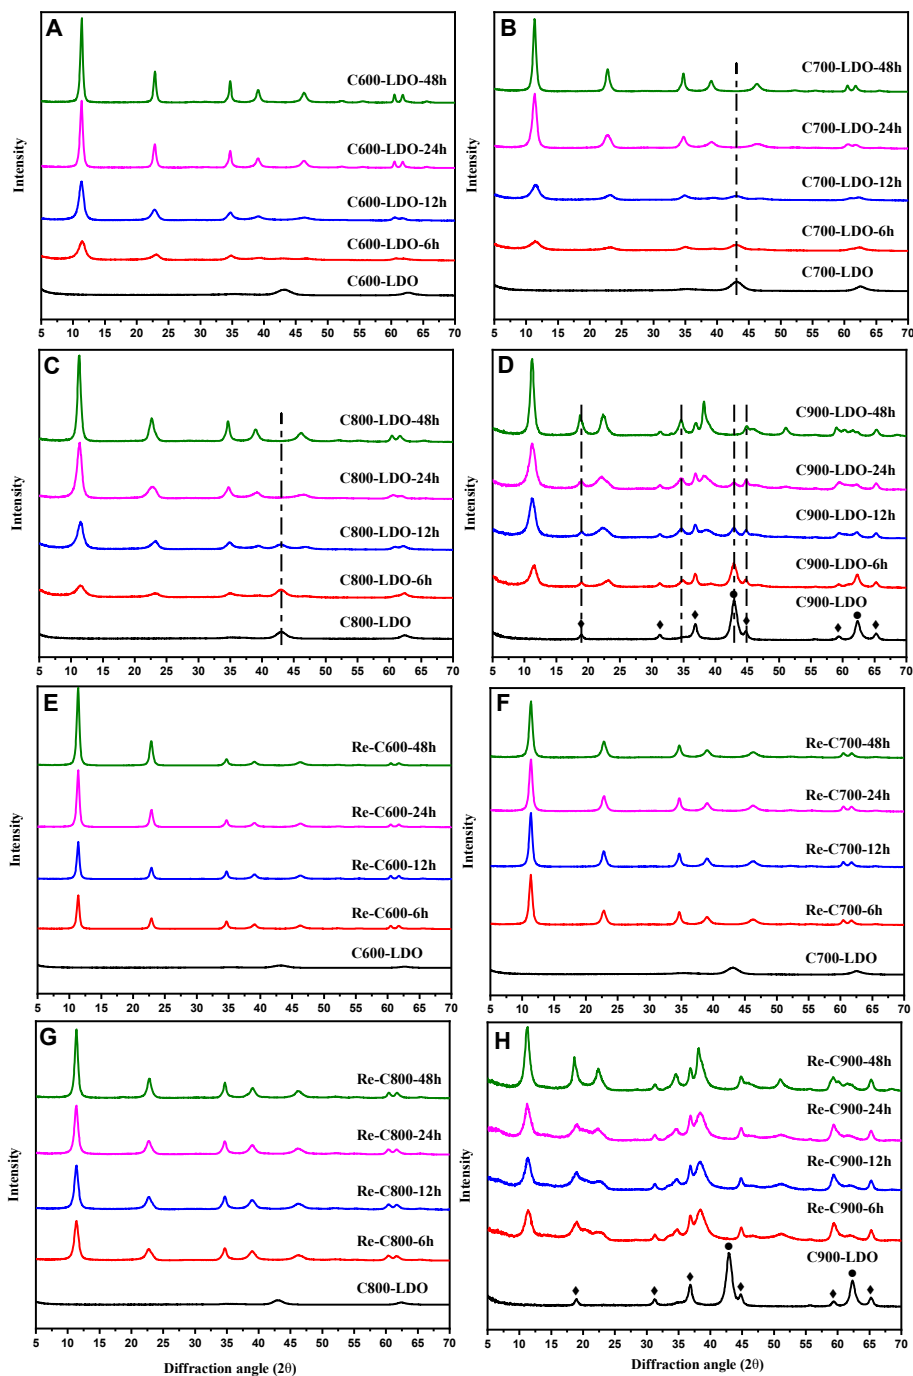 A
C600-LDO-48h
C600-LDO-24h
C600-LDO-12h
C600-LDO-6h
C600-LDO
Intensity
5 10 15 20 25 30 35 40 45 50 55 60 65 70
B
C700-LDO-48h
C700-LDO-24h
C700-LDO-12h
C700-LDO-6h
C700-LDO
Intensity
5 10 15 20 25 30 35 40 45 50 55 60 65 70
C
C800-LDO-48h
C800-LDO-24h
C800-LDO-12h
C800-LDO-6h
C800-LDO
Intensity
5 10 15 20 25 30 35 40 45 50 55 60 65 70
D
C900-LDO-48h
C900-LDO-24h
C900-LDO-12h
C900-LDO-6h
C900-LDO
Intensity
5 10 15 20 25 30 35 40 45 50 55 60 65 70
E
Re-C600-48h
Re-C600-24h
Re-C600-12h
Re-C600-6h
C600-LDO
Intensity
5 10 15 20 25 30 35 40 45 50 55 60 65 70
F
Re-C700-48h
Re-C700-24h
Re-C700-12h
Re-C700-6h
C700-LDO
Intensity
5 10 15 20 25 30 35 40 45 50 55 60 65 70
G
Re-C800-48h
Re-C800-24h
Re-C800-12h
Re-C800-6h
C800-LDO
Intensity
5 10 15 20 25 30 35 40 45 50 55 60 65 70
Diffraction angle (2θ)
H
Re-C900-48h
Re-C900-24h
Re-C900-12h
Re-C900-6h
C900-LDO
Intensity
5 10 15 20 25 30 35 40 45 50 55 60 65 70
Diffraction angle (2θ)